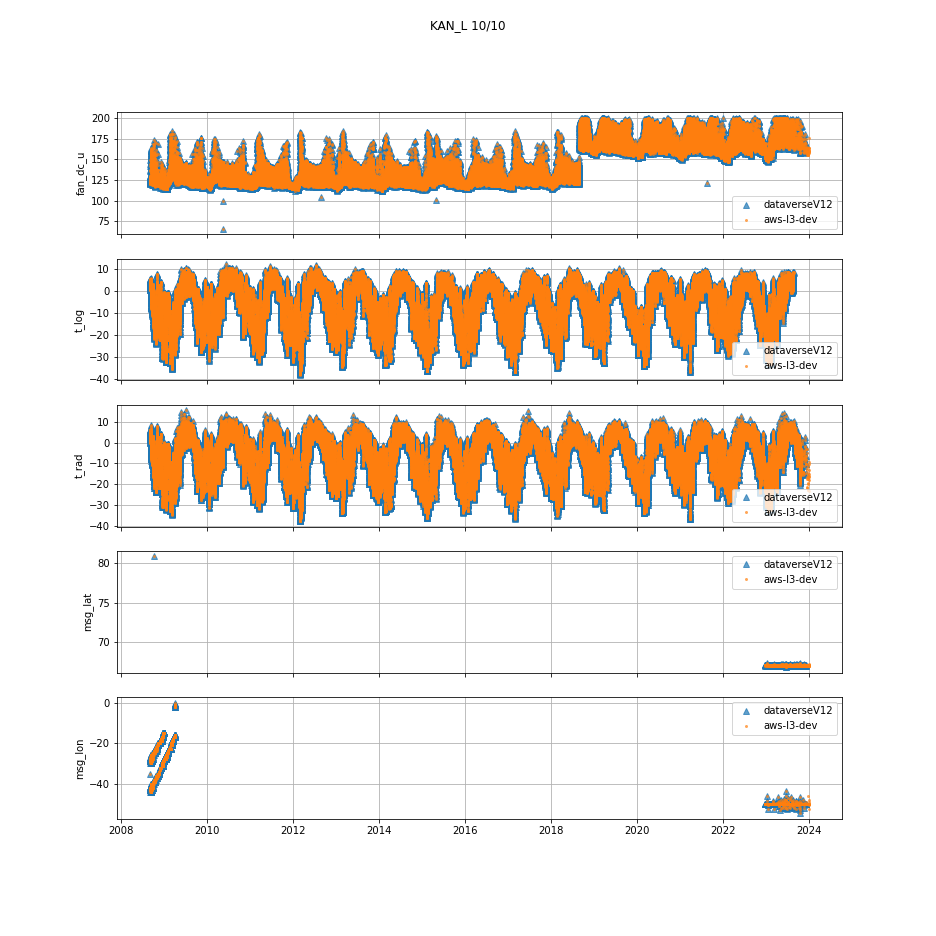 KAN_L 10/10
200
175
150
125
100
75
fan_dc_u
dataverseV12
aws-l3-dev
10
0
−10
−20
−30
−40
t_log
dataverseV12
aws-l3-dev
10
0
−10
−20
−30
−40
t_rad
dataverseV12
aws-l3-dev
80
75
70
msg_lat
dataverseV12
aws-l3-dev
0
−20
−40
msg_lon
dataverseV12
aws-l3-dev
2008 2010 2012 2014 2016 2018 2020 2022 2024